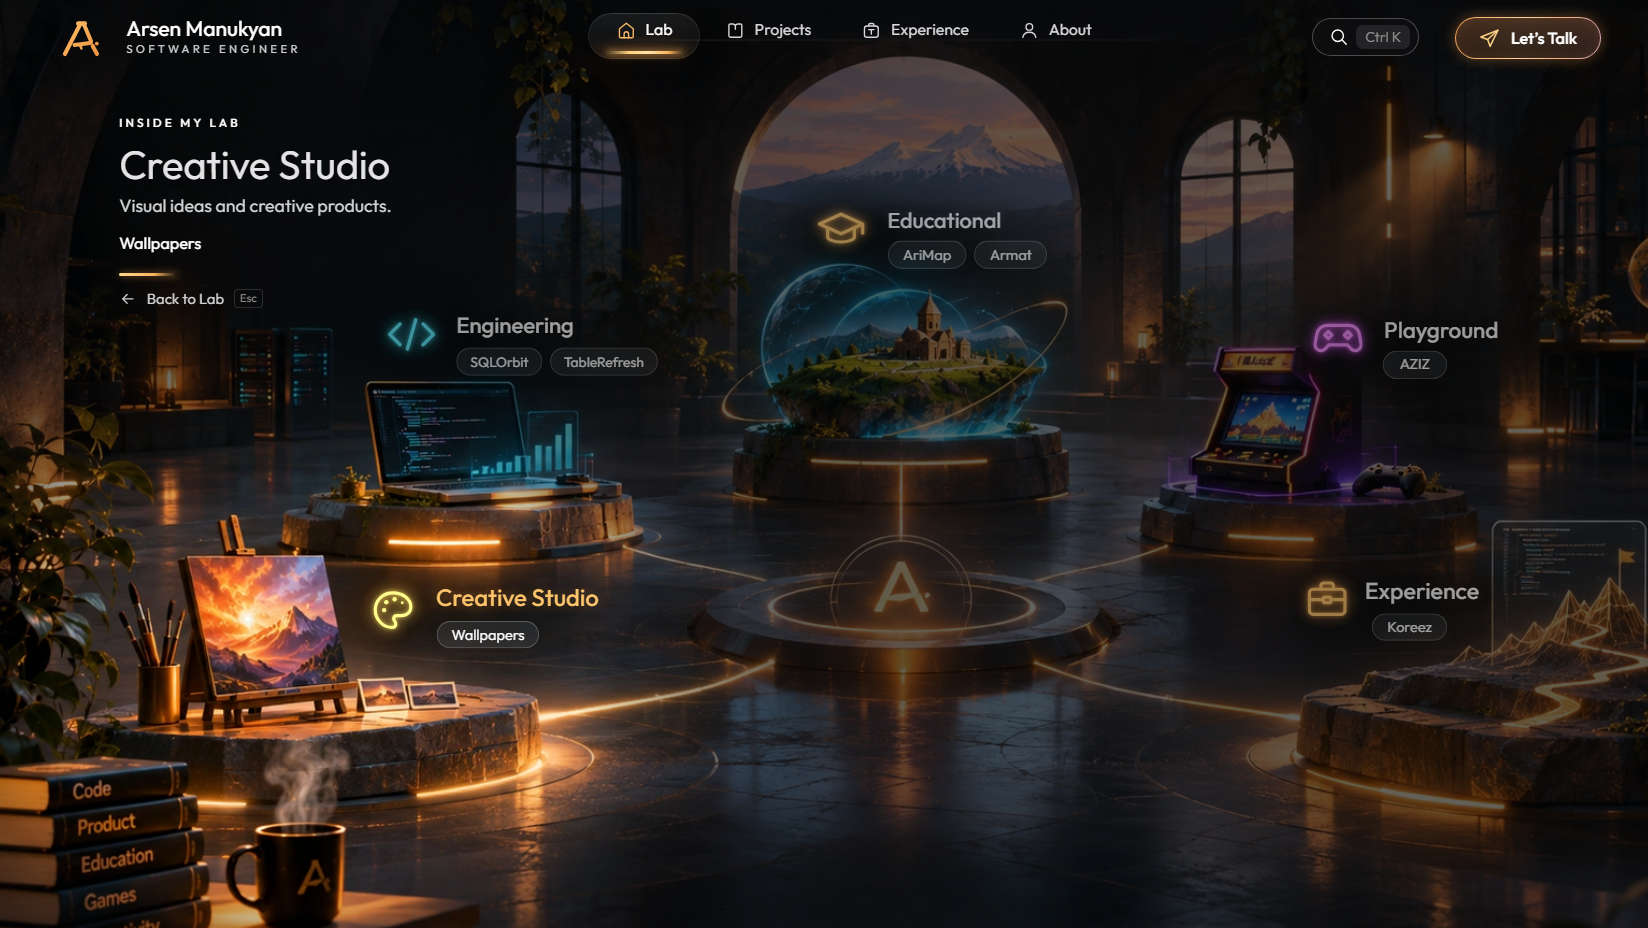 Arsen Manukyan
SOFTWARE ENGINEER
Lab
Projects
Experience
About
Ctrl K
Let's Talk
INSIDE MY LAB
Creative Studio
Visual ideas and creative products.
Wallpapers
Back to Lab
Esc
Educational
AriMap
Armat
Engineering
SQLOrbit
TableRefresh
Playground
AZIZ
Creative Studio
Wallpapers
Experience
Koreez
Code
Product
Education
Games